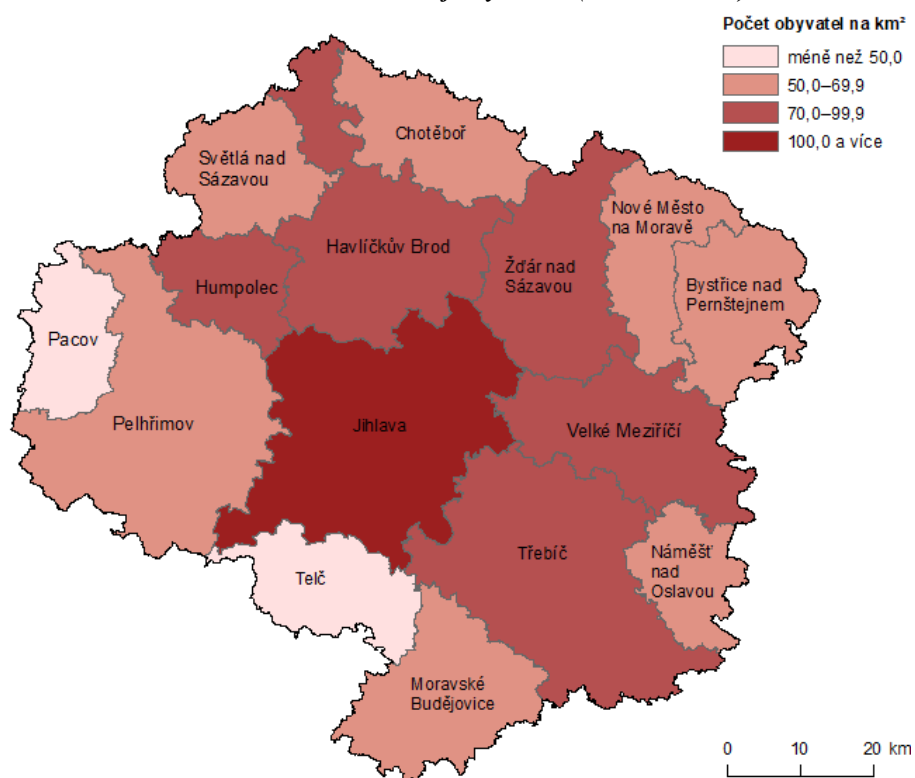 Počet obyvatel na km²
méně než 50,0
50,0–69,9
70,0–99,9
100,0 a více
Chotěboř
Světlá nad
Sázavou
Nové Město
na Moravě
Havlíčkův Brod
Žďár nad
Sázavou
Humpolec
Bystřice nad
Pernštejnem
Pacov
Pelhřimov
Jihlava
Velké Meziříčí
Třebíč
Náměšť
nad
Oslavou
Telč
Moravské
Budějovice
0 10 20 km